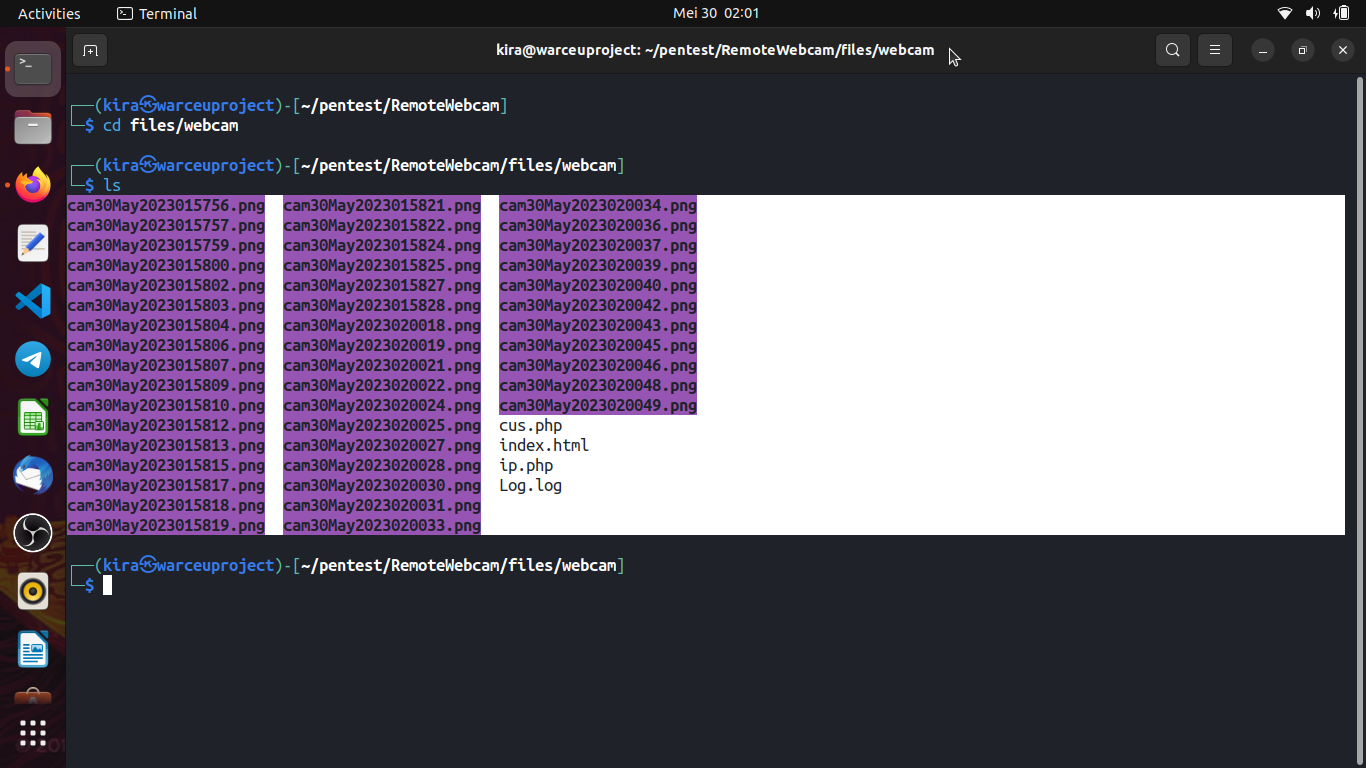 Activities Terminal Mei 30 02:01
kira@warceuproject: ~/pentest/RemoteWebcam/files/webcam
┌──(kira㉿warceuproject)-[~/pentest/RemoteWebcam]
└─$ cd files/webcam
┌──(kira㉿warceuproject)-[~/pentest/RemoteWebcam/files/webcam]
└─$ ls
cam30May2023015756.png cam30May2023015821.png cam30May2023020034.png
cam30May2023015757.png cam30May2023015822.png cam30May2023020036.png
cam30May2023015759.png cam30May2023015824.png cam30May2023020037.png
cam30May2023015800.png cam30May2023015825.png cam30May2023020039.png
cam30May2023015802.png cam30May2023015827.png cam30May2023020040.png
cam30May2023015803.png cam30May2023015828.png cam30May2023020042.png
cam30May2023015804.png cam30May2023020018.png cam30May2023020043.png
cam30May2023015806.png cam30May2023020019.png cam30May2023020045.png
cam30May2023015807.png cam30May2023020021.png cam30May2023020046.png
cam30May2023015809.png cam30May2023020022.png cam30May2023020048.png
cam30May2023015810.png cam30May2023020024.png cam30May2023020049.png
cam30May2023015812.png cam30May2023020025.png cus.php
cam30May2023015813.png cam30May2023020027.png index.html
cam30May2023015815.png cam30May2023020028.png ip.php
cam30May2023015817.png cam30May2023020030.png Log.log
cam30May2023015818.png cam30May2023020031.png
cam30May2023015819.png cam30May2023020033.png
┌──(kira㉿warceuproject)-[~/pentest/RemoteWebcam/files/webcam]
└─$